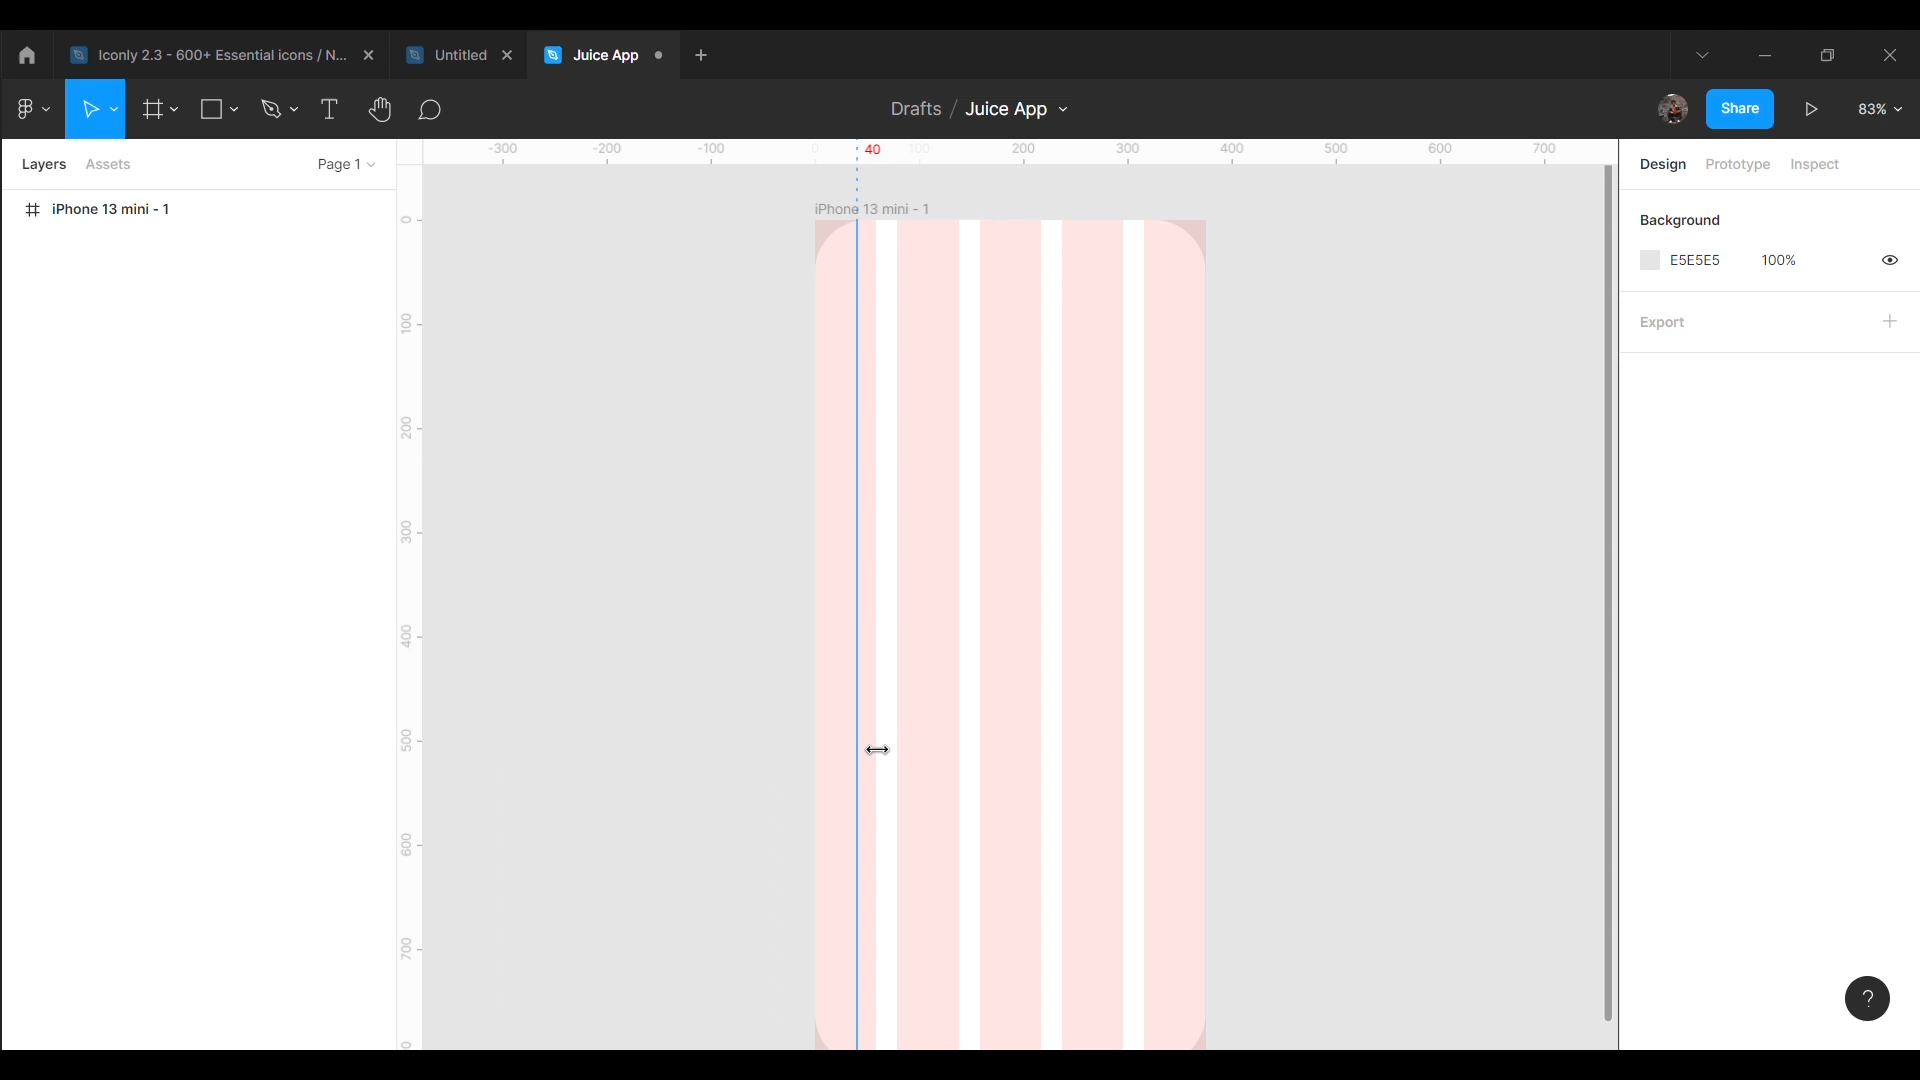 Iconly 2.3 - 600+ Essential icons / N...
Untitled
Juice App
Drafts / Juice App
Share
83%
Layers
Assets
Page 1
-300
-200
-100
0
40
100
200
300
400
500
600
700
Design
Prototype
Inspect
iPhone 13 mini - 1
iPhone 13 mini - 1
Background
E5E5E5
100%
Export
0
100
200
300
400
500
600
700
0
?